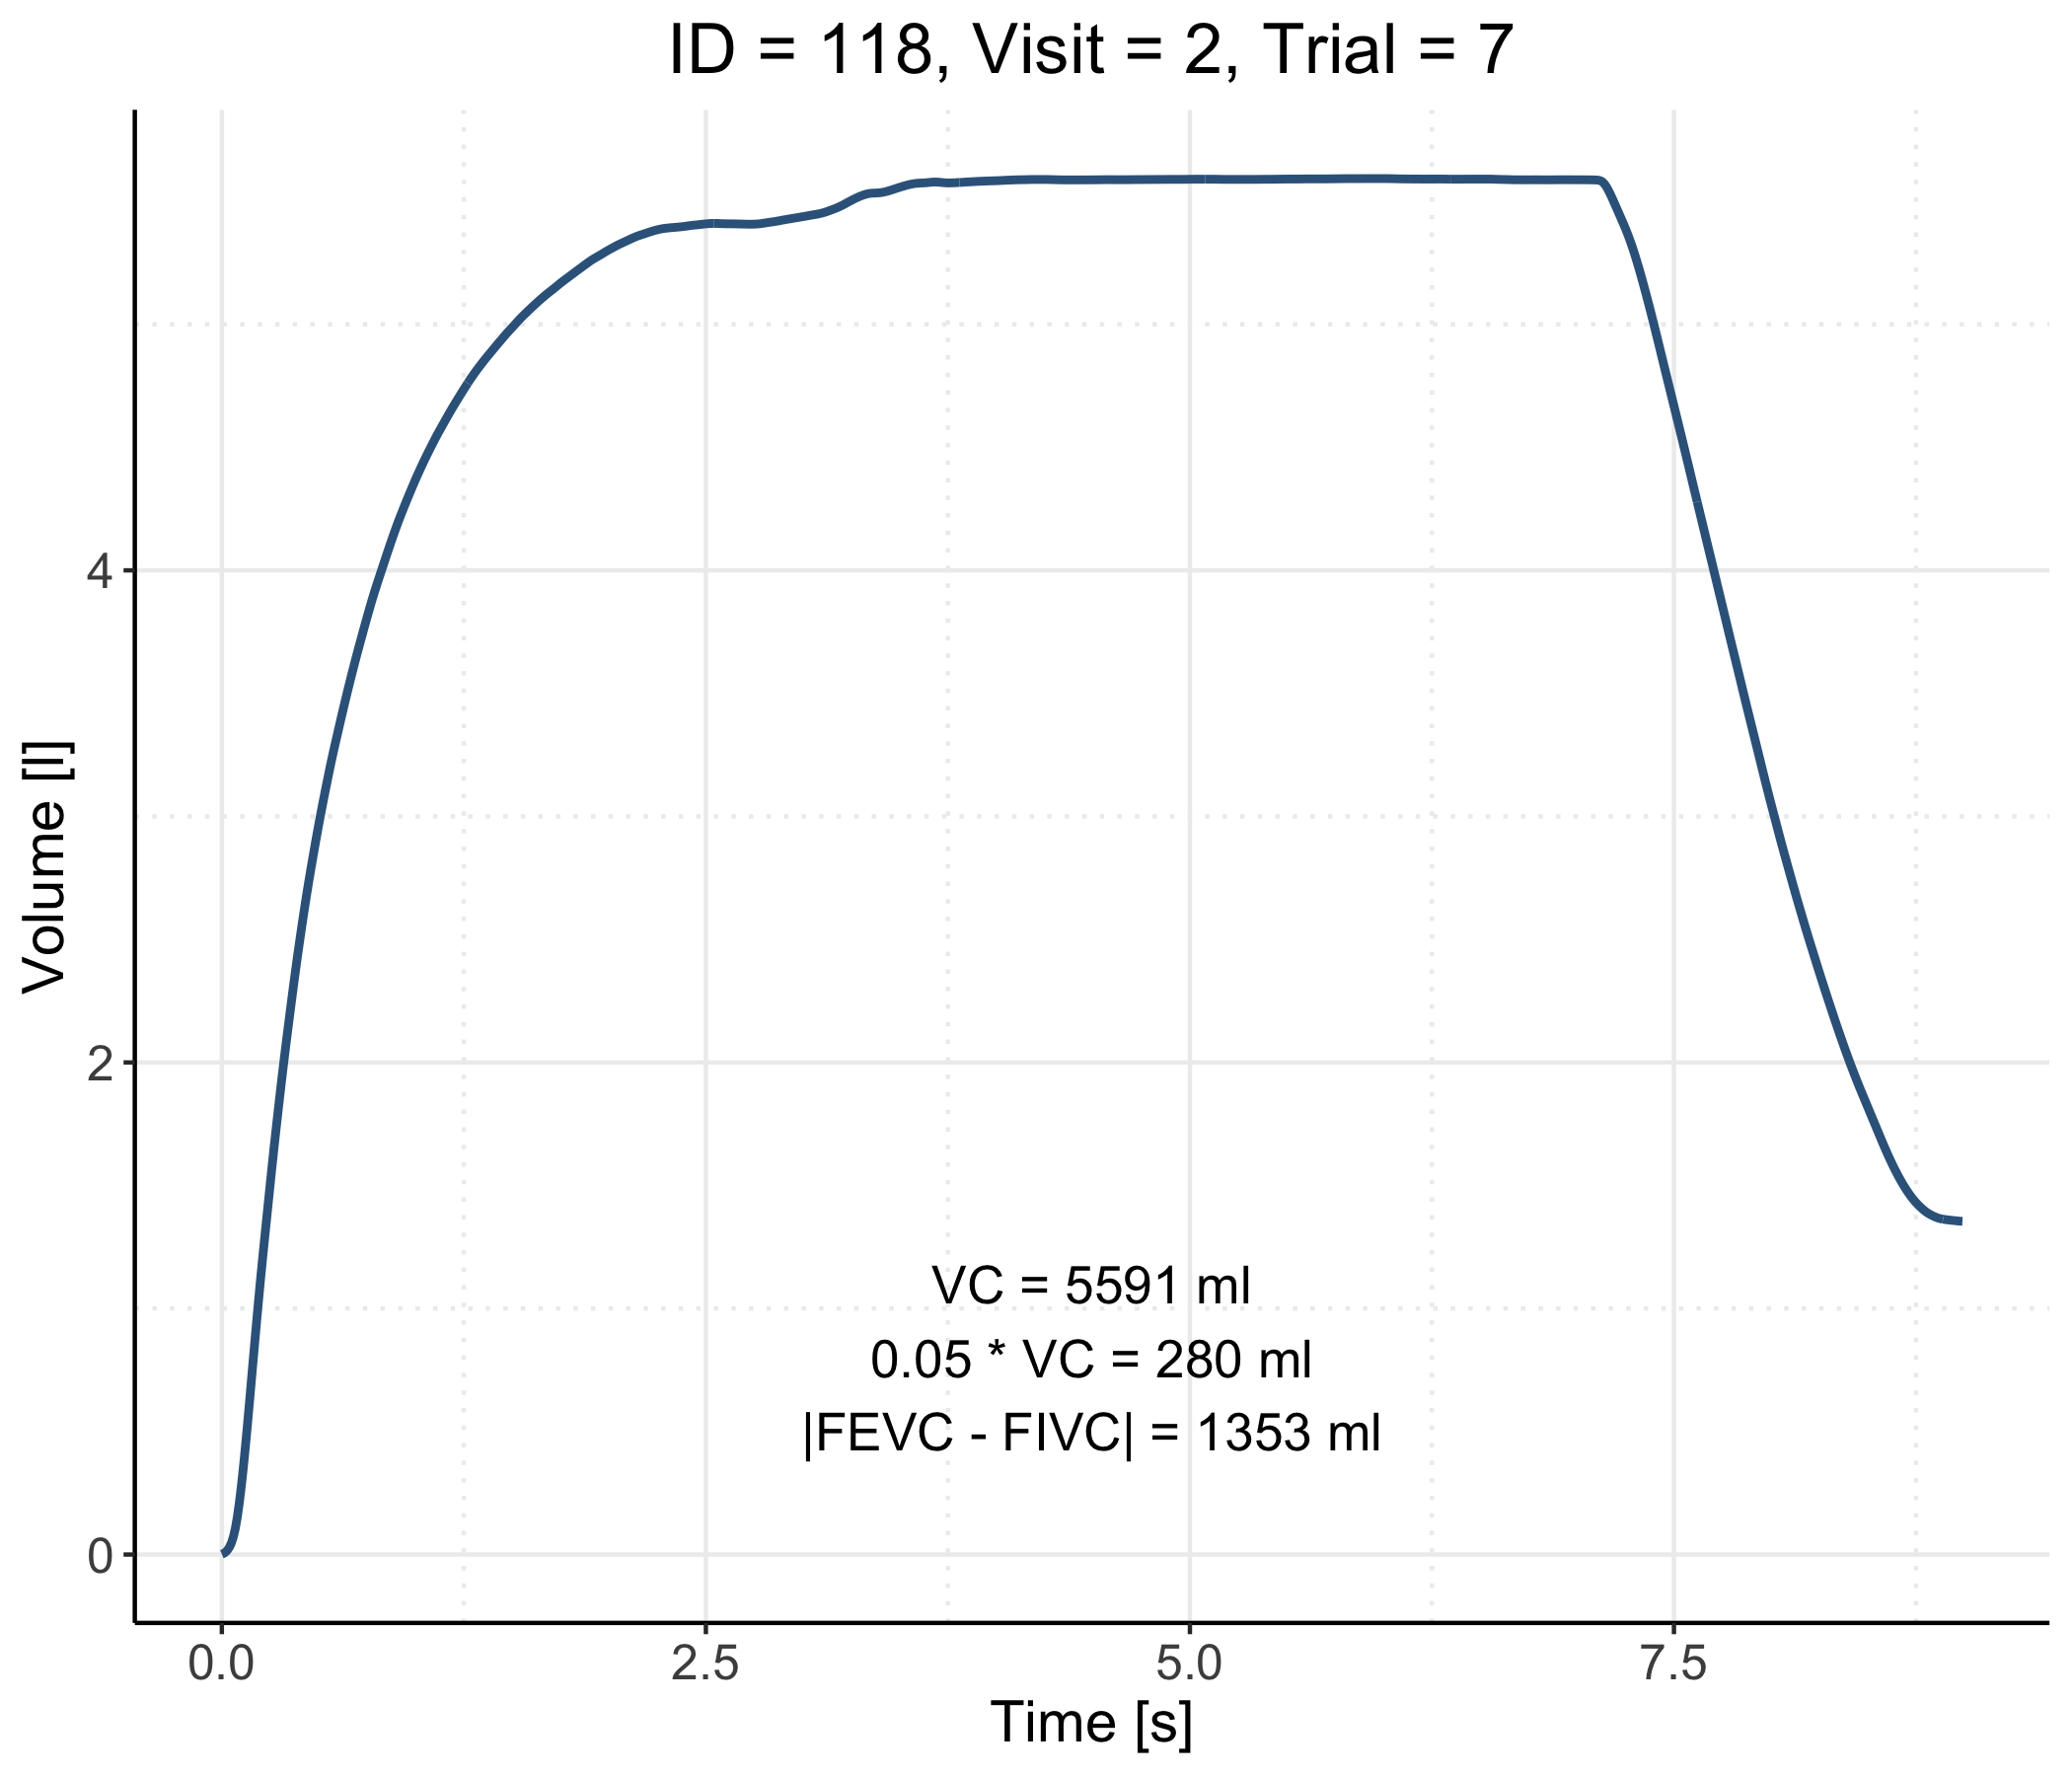 ID = 118, Visit = 2, Trial = 7
Volume [l]
4
2
0
VC = 5591 ml
0.05 * VC = 280 ml
|FEVC - FIVC| = 1353 ml
0.0 2.5 5.0 7.5
Time [s]